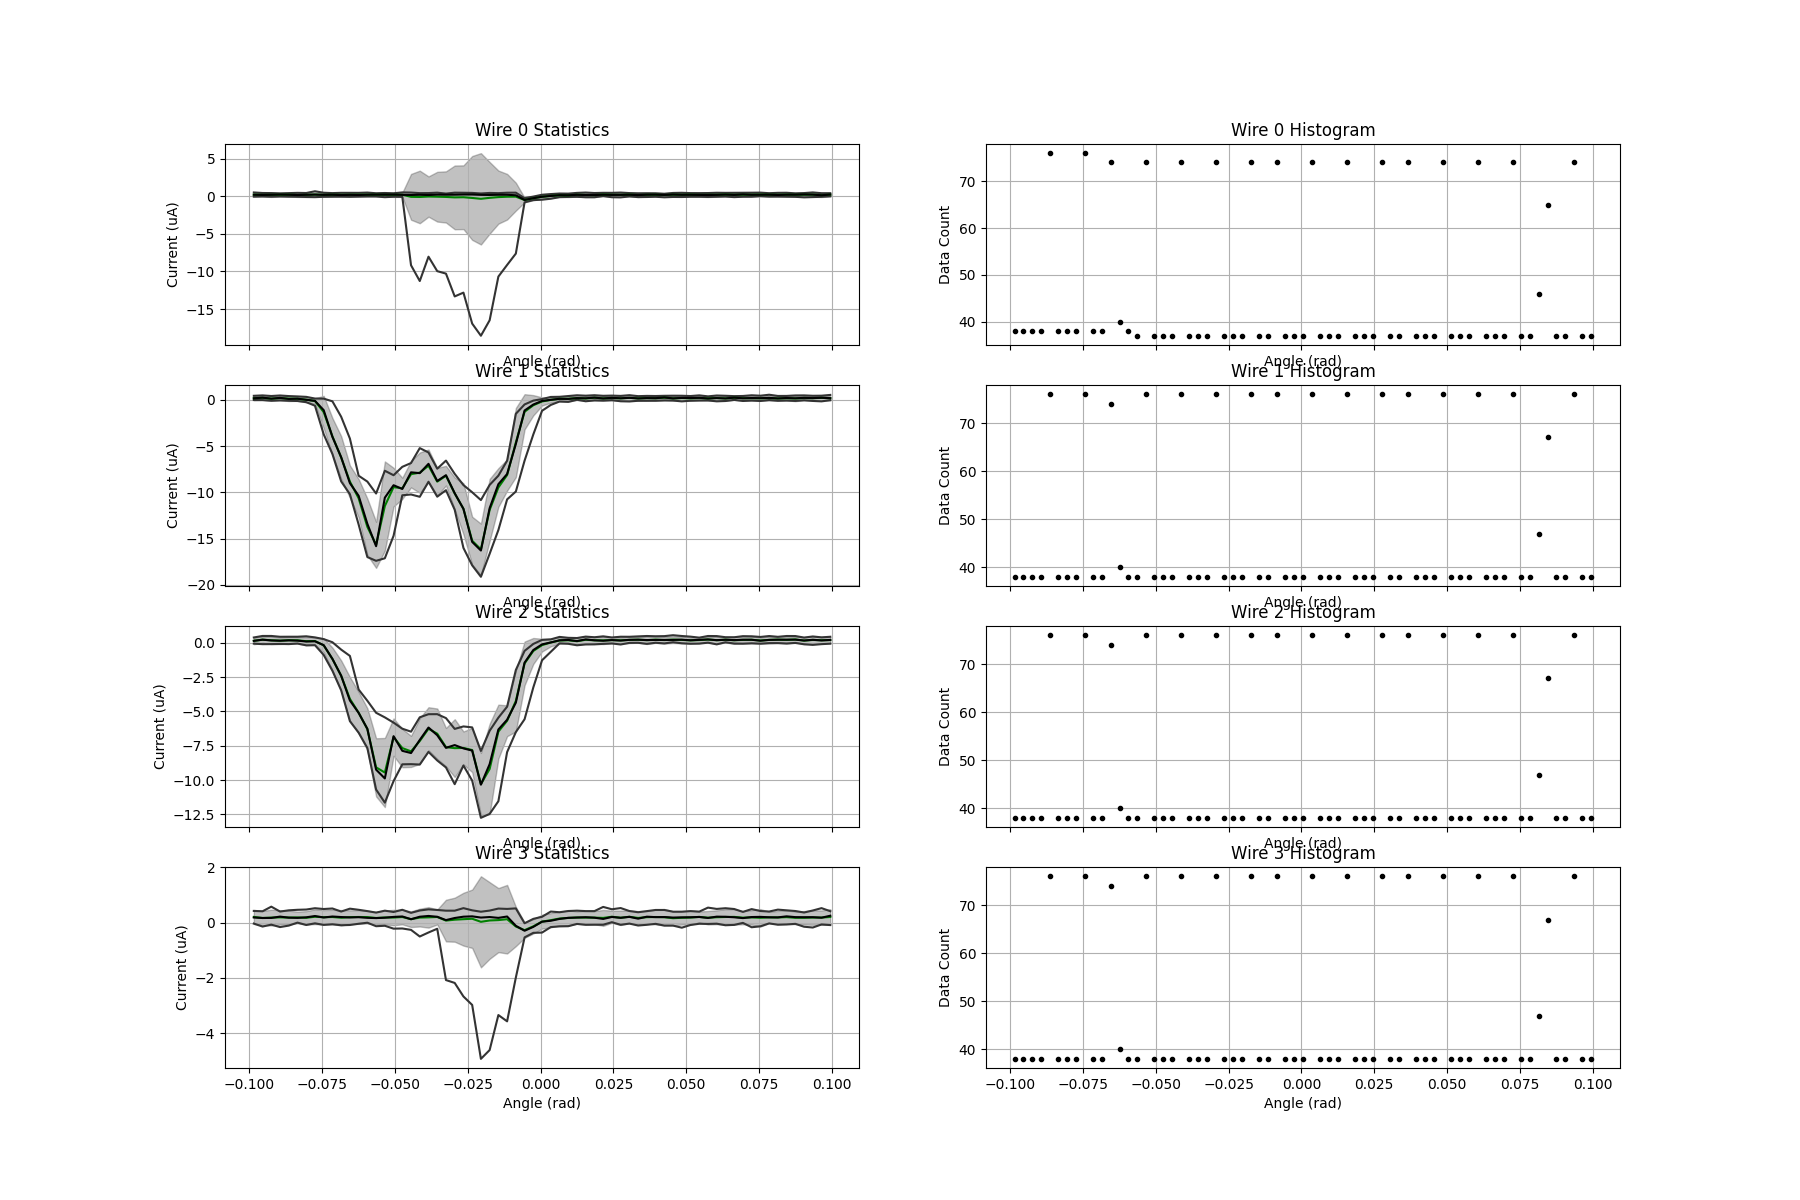 Wire 0 Statistics
5
0
−5
−10
−15
Current (uA)
Angle (rad)
Wire 0 Histogram
70
60
50
40
Data Count
Angle (rad)
Wire 1 Statistics
0
−5
−10
−15
−20
Current (uA)
Angle (rad)
Wire 1 Histogram
70
60
50
40
Data Count
Angle (rad)
Wire 2 Statistics
0.0
−2.5
−5.0
−7.5
−10.0
−12.5
Current (uA)
Angle (rad)
Wire 2 Histogram
70
60
50
40
Data Count
Angle (rad)
Wire 3 Statistics
2
0
−2
−4
Current (uA)
−0.100 −0.075 −0.050 −0.025 0.000 0.025 0.050 0.075 0.100
Angle (rad)
Wire 3 Histogram
70
60
50
40
Data Count
−0.100 −0.075 −0.050 −0.025 0.000 0.025 0.050 0.075 0.100
Angle (rad)